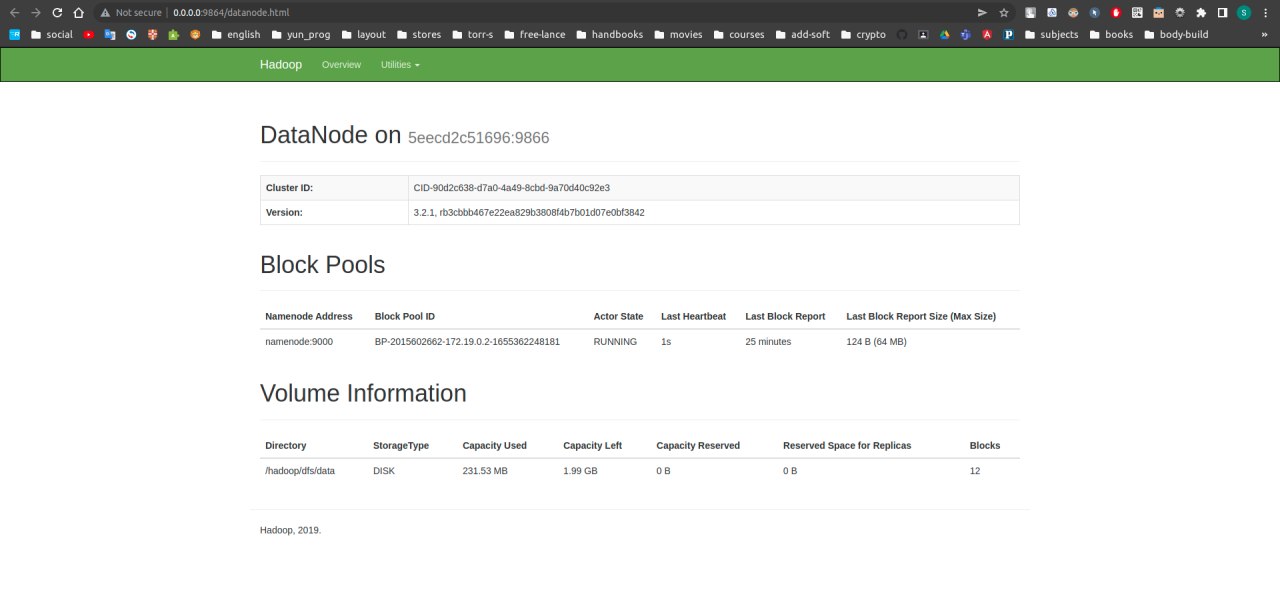 Not secure | 0.0.0.0:9864/datanode.html
social english yun_prog layout stores torr-s free-lance handbooks movies courses add-soft crypto subjects books body-build »
Hadoop Overview Utilities
DataNode on 5eecd2c51696:9866
Cluster ID: CID-90d2c638-d7a0-4a49-8cbd-9a70d40c92e3
Version: 3.2.1, rb3cbbb467e22ea829b3808f4b7b01d07e0bf3842
Block Pools
Namenode Address Block Pool ID Actor State Last Heartbeat Last Block Report Last Block Report Size (Max Size)
namenode:9000 BP-2015602662-172.19.0.2-1655362248181 RUNNING 1s 25 minutes 124 B (64 MB)
Volume Information
Directory StorageType Capacity Used Capacity Left Capacity Reserved Reserved Space for Replicas Blocks
/hadoop/dfs/data DISK 231.53 MB 1.99 GB 0 B 0 B 12
Hadoop, 2019.